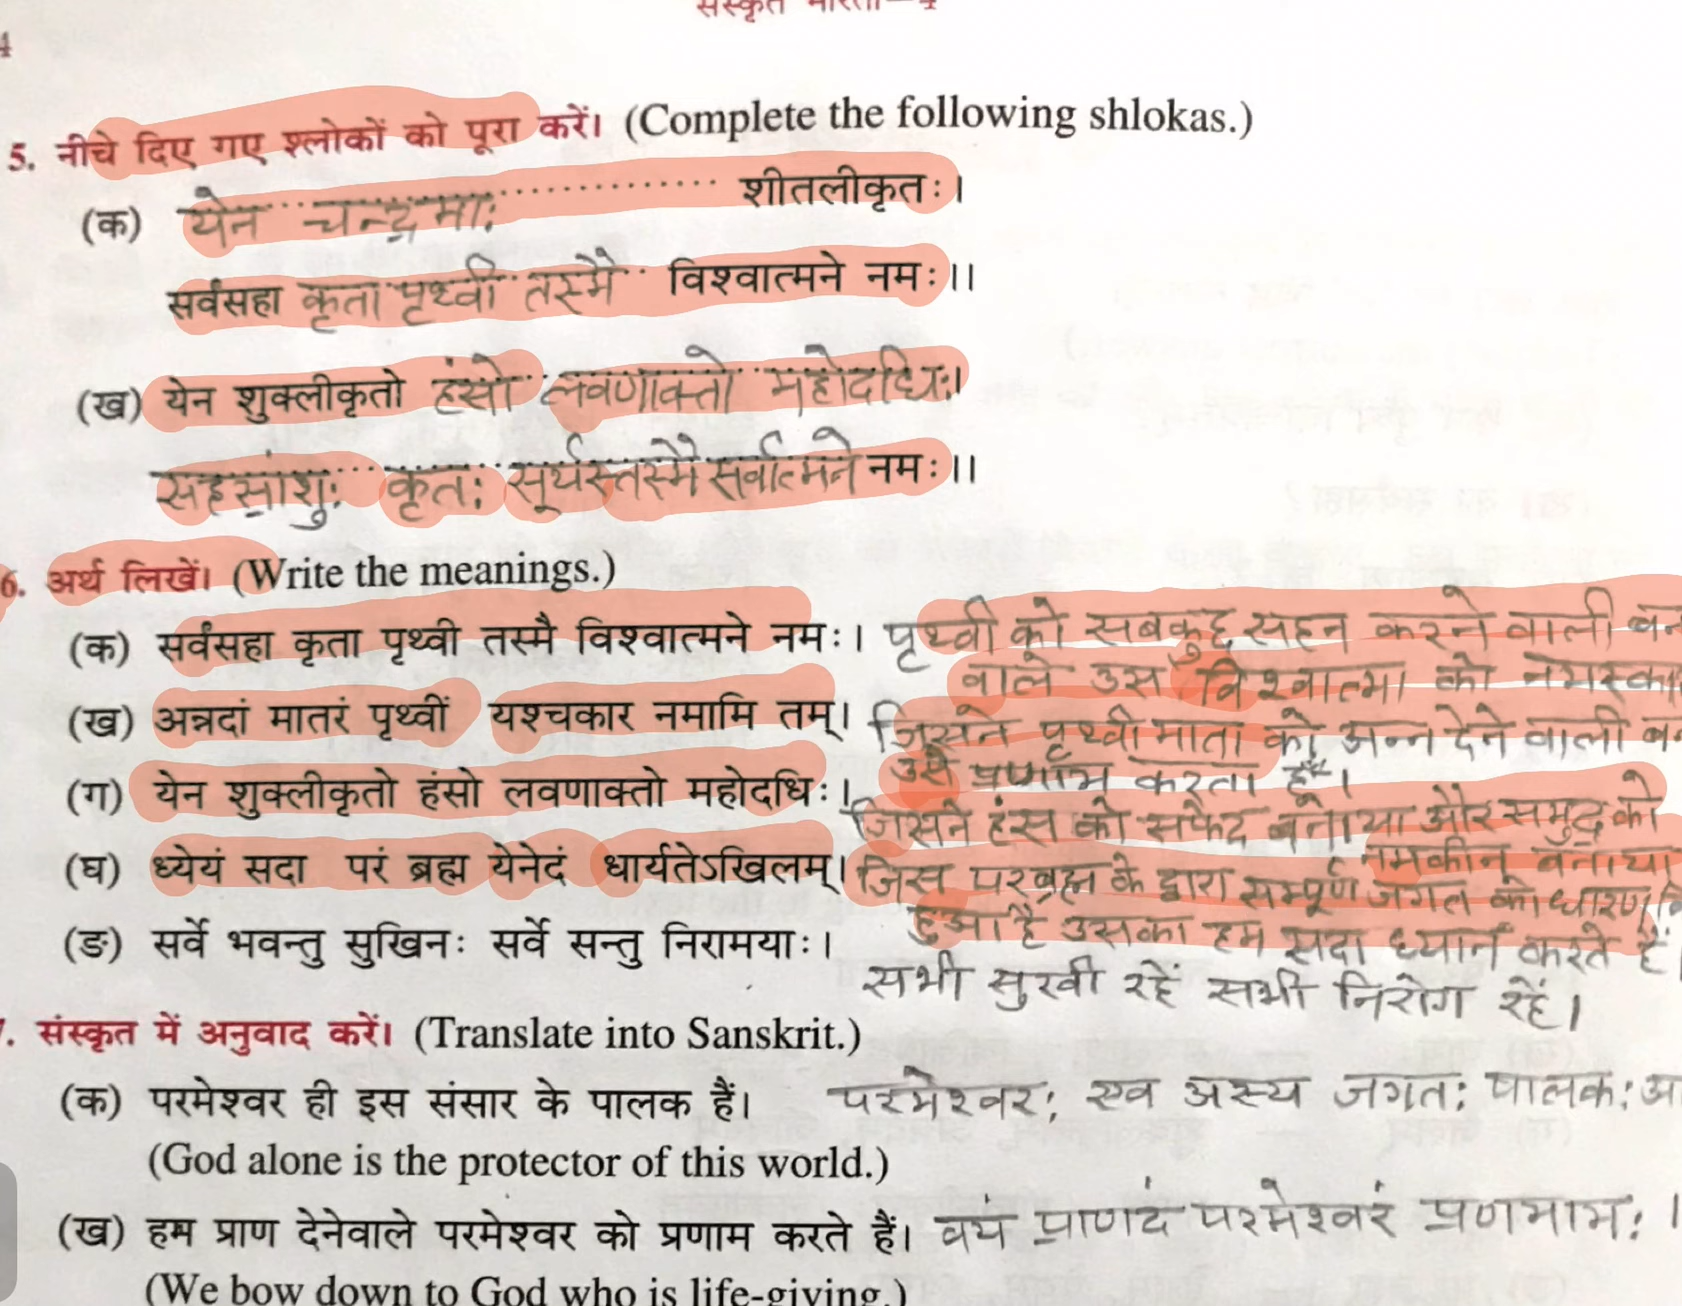 4
5. नीचे दिए गए श्लोकों को पूरा करें। (Complete the following shlokas.)
(क) येन चन्द्रमाः ........................ शीतलीकृतः।
सर्वंसहा कृता पृथ्वी तस्मै विश्वात्मने नमः।।
(ख) येन शुक्लीकृतो हंसो लवणाक्तो महोदधिः।
सहस्रांशुः कृतः सूर्यस्तस्मै सर्वात्मने नमः।।
6. अर्थ लिखें। (Write the meanings.)
(क) सर्वंसहा कृता पृथ्वी तस्मै विश्वात्मने नमः। पृथ्वी को सबकुछ सहन करने वाली
वाले उस विश्वात्मा को
(ख) अन्नदां मातरं पृथ्वीं यश्चकार नमामि तम्। जिसने पृथ्वी माता को अन्न देने वाली
उसे प्रणाम करता हूँ।
(ग) येन शुक्लीकृतो हंसो लवणाक्तो महोदधिः। जिसने हंस को सफेद बनाया और समुद्र को
नमकीन बनाया
(घ) ध्येयं सदा परं ब्रह्म येनेदं धार्यतेऽखिलम्। जिस परब्रह्म के द्वारा सम्पूर्ण जगत को धारण
हुआ है उसका हम सदा ध्यान करते हैं।
(ङ) सर्वे भवन्तु सुखिनः सर्वे सन्तु निरामयाः।
सभी सुखी रहें सभी निरोग रहें।
7. संस्कृत में अनुवाद करें। (Translate into Sanskrit.)
(क) परमेश्वर ही इस संसार के पालक हैं। परमेश्वरः एव अस्य जगतः पालकः
(God alone is the protector of this world.)
(ख) हम प्राण देनेवाले परमेश्वर को प्रणाम करते हैं। वयं प्राणदं परमेश्वरं प्रणमामः।
(We bow down to God who is life-giving.)